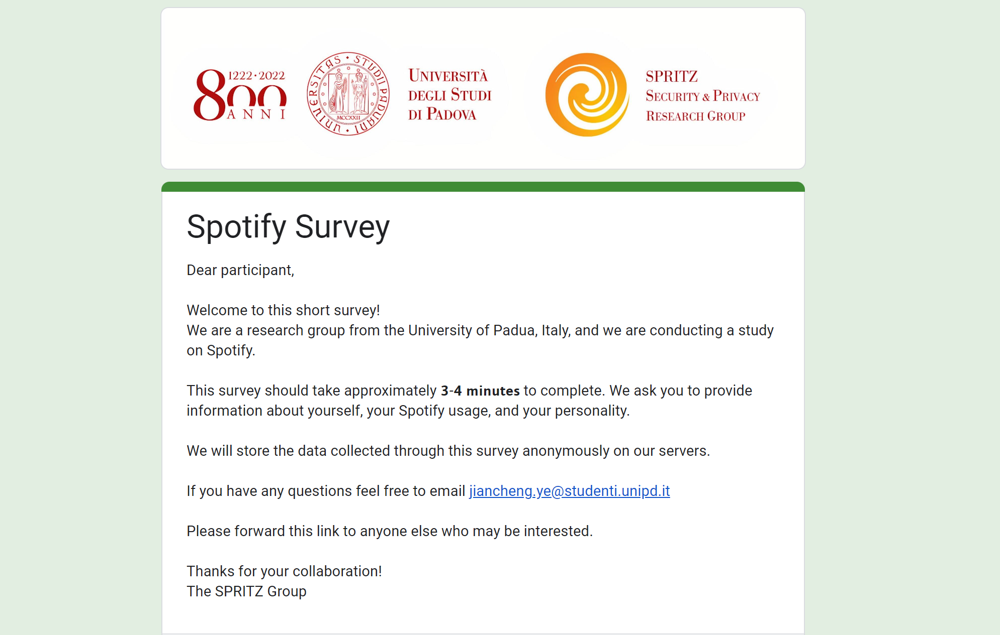 1222·2022
800
ANNI
UNIVERSITAS · STUDII PADUANI ·
MCCXXII
UNIVERSITÀ
DEGLI STUDI
DI PADOVA
SPRITZ
SECURITY & PRIVACY
RESEARCH GROUP
Spotify Survey
Dear participant,
Welcome to this short survey!
We are a research group from the University of Padua, Italy, and we are conducting a study
on Spotify.
This survey should take approximately 3-4 minutes to complete. We ask you to provide
information about yourself, your Spotify usage, and your personality.
We will store the data collected through this survey anonymously on our servers.
If you have any questions feel free to email jiancheng.ye@studenti.unipd.it
Please forward this link to anyone else who may be interested.
Thanks for your collaboration!
The SPRITZ Group